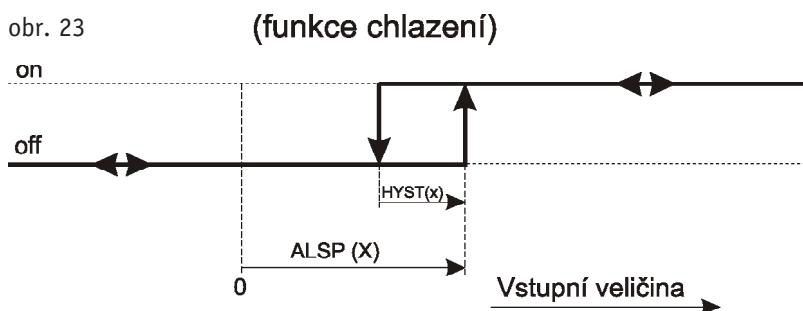 obr. 23
(funkce chlazení)
on
off
HYST(x)
ALSP (X)
0
Vstupní veličina